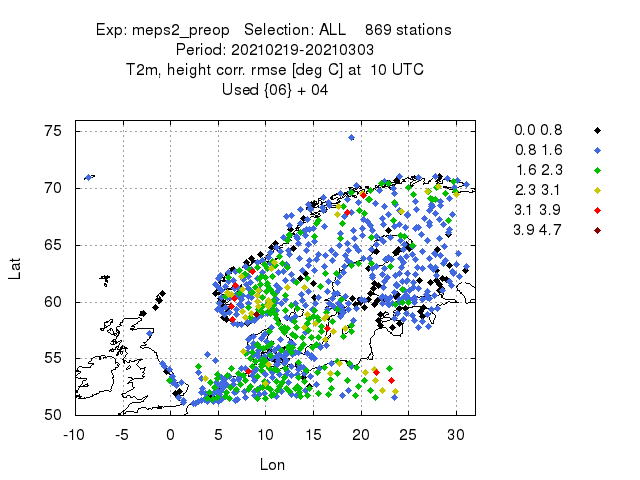 Exp: meps2_preop   Selection: ALL    869 stations
Period: 20210219-20210303
T2m, height corr. rmse [deg C] at  10 UTC
Used {06} + 04
75
70
65
60
55
50
Lat
-10 -5 0 5 10 15 20 25 30
Lon
0.0 0.8
0.8 1.6
1.6 2.3
2.3 3.1
3.1 3.9
3.9 4.7